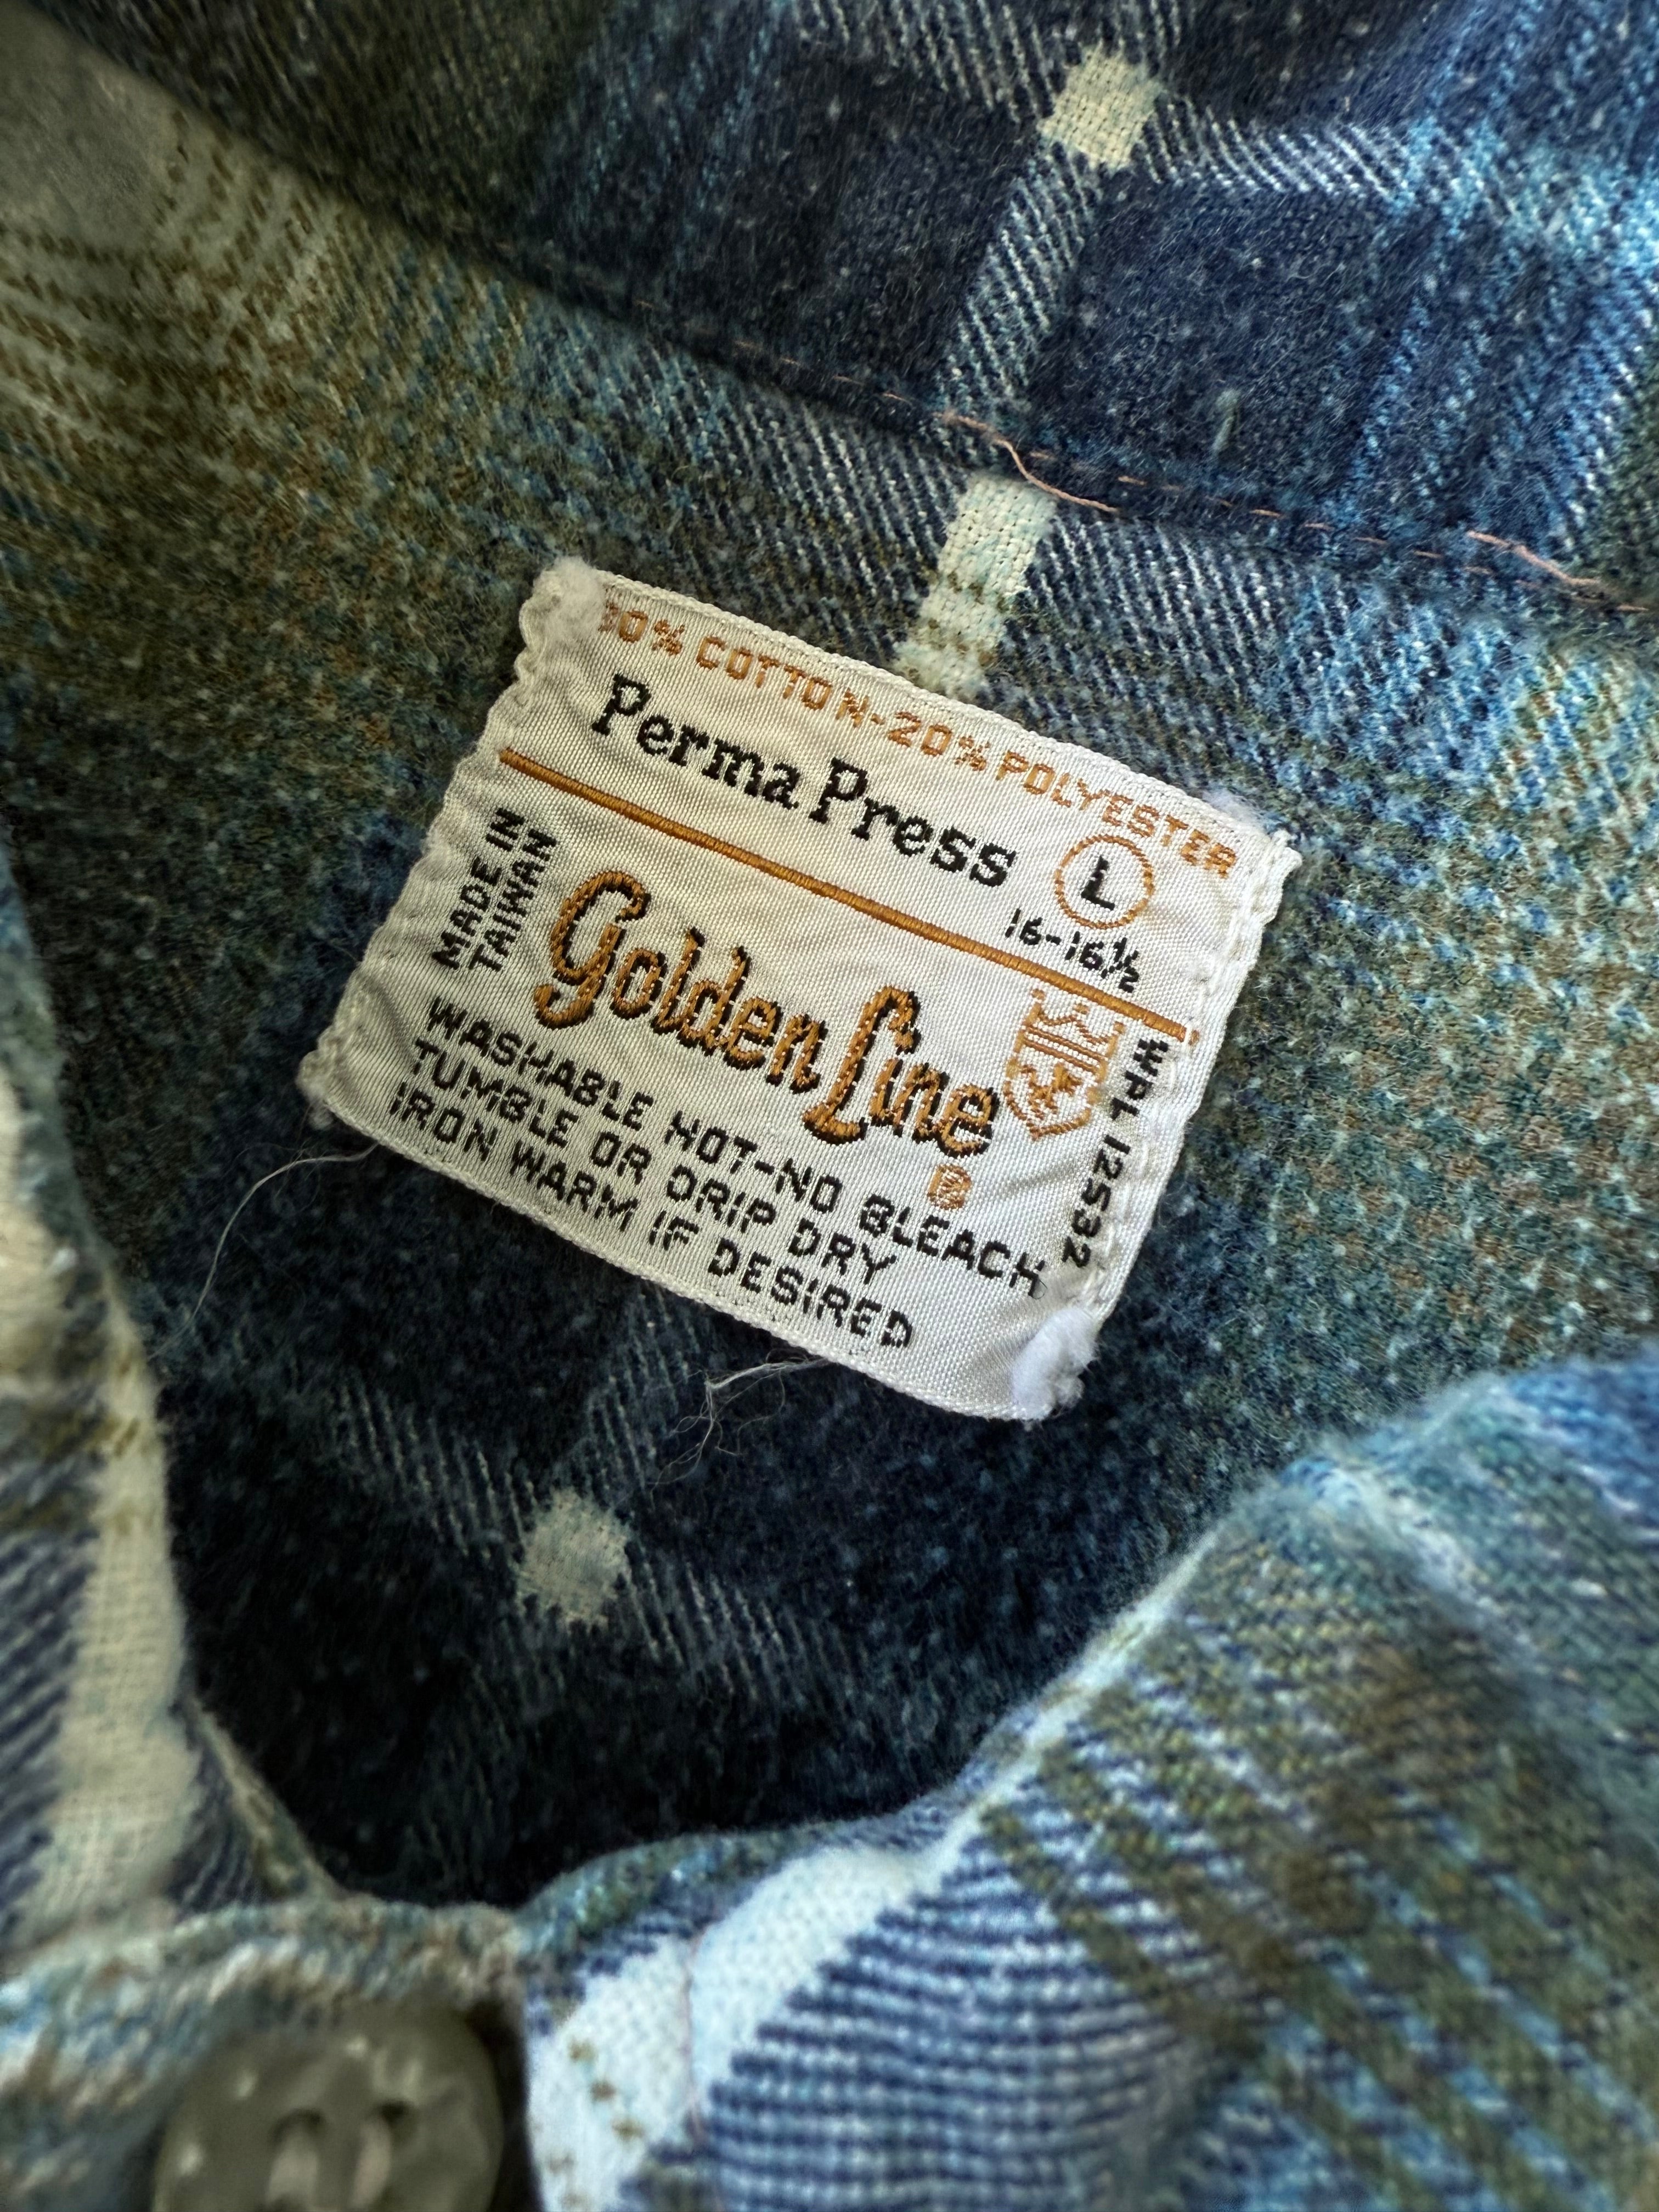 80% COTTON-20% POLYESTER
Perma Press
L
16-16½
MADE IN
TAIWAN
Golden Line
®
WPL 12532
WASHABLE HOT-NO BLEACH
TUMBLE OR DRIP DRY
IRON WARM IF DESIRED